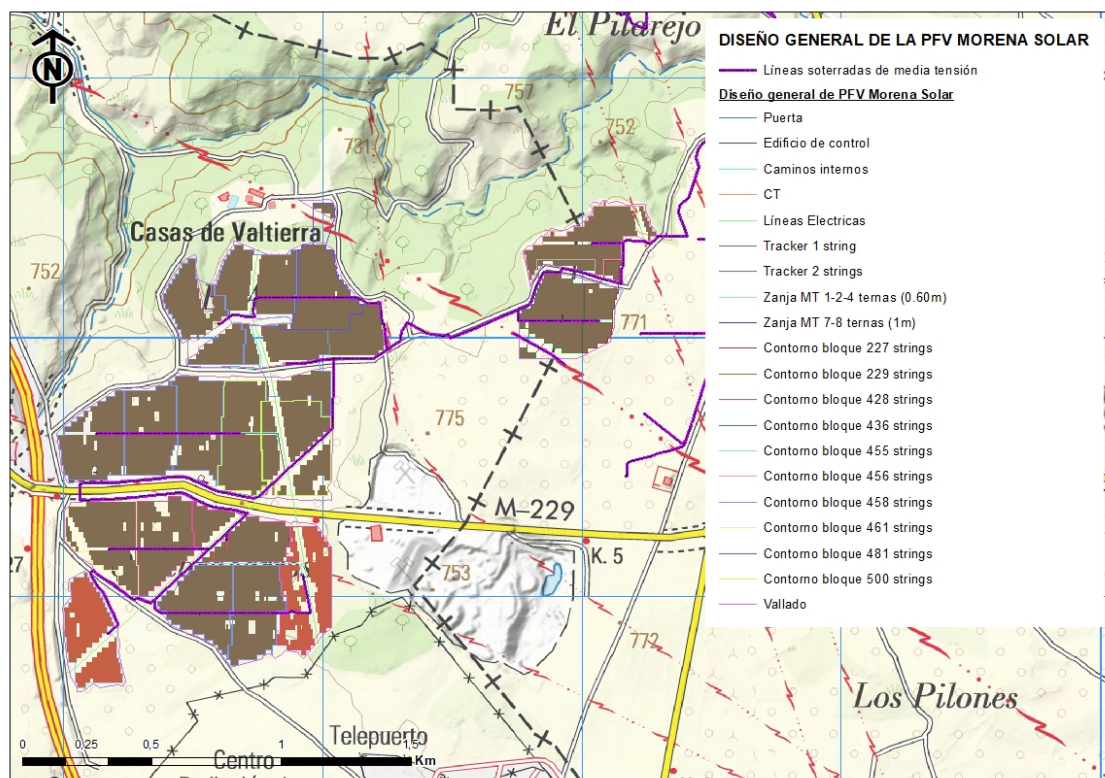 El Pilarejo
N
757
752
731
Casas de Valtierra
752
771
775
M-229
K. 5
27
753
772
Los Pilones
Telepuerto
Centro
0 0,25 0,5 1 1,5
Km
DISEÑO GENERAL DE LA PFV MORENA SOLAR
Líneas soterradas de media tensión
Diseño general de PFV Morena Solar
Puerta
Edificio de control
Caminos internos
CT
Líneas Electricas
Tracker 1 string
Tracker 2 strings
Zanja MT 1-2-4 ternas (0.60m)
Zanja MT 7-8 ternas (1m)
Contorno bloque 227 strings
Contorno bloque 229 strings
Contorno bloque 428 strings
Contorno bloque 436 strings
Contorno bloque 455 strings
Contorno bloque 456 strings
Contorno bloque 458 strings
Contorno bloque 461 strings
Contorno bloque 481 strings
Contorno bloque 500 strings
Vallado